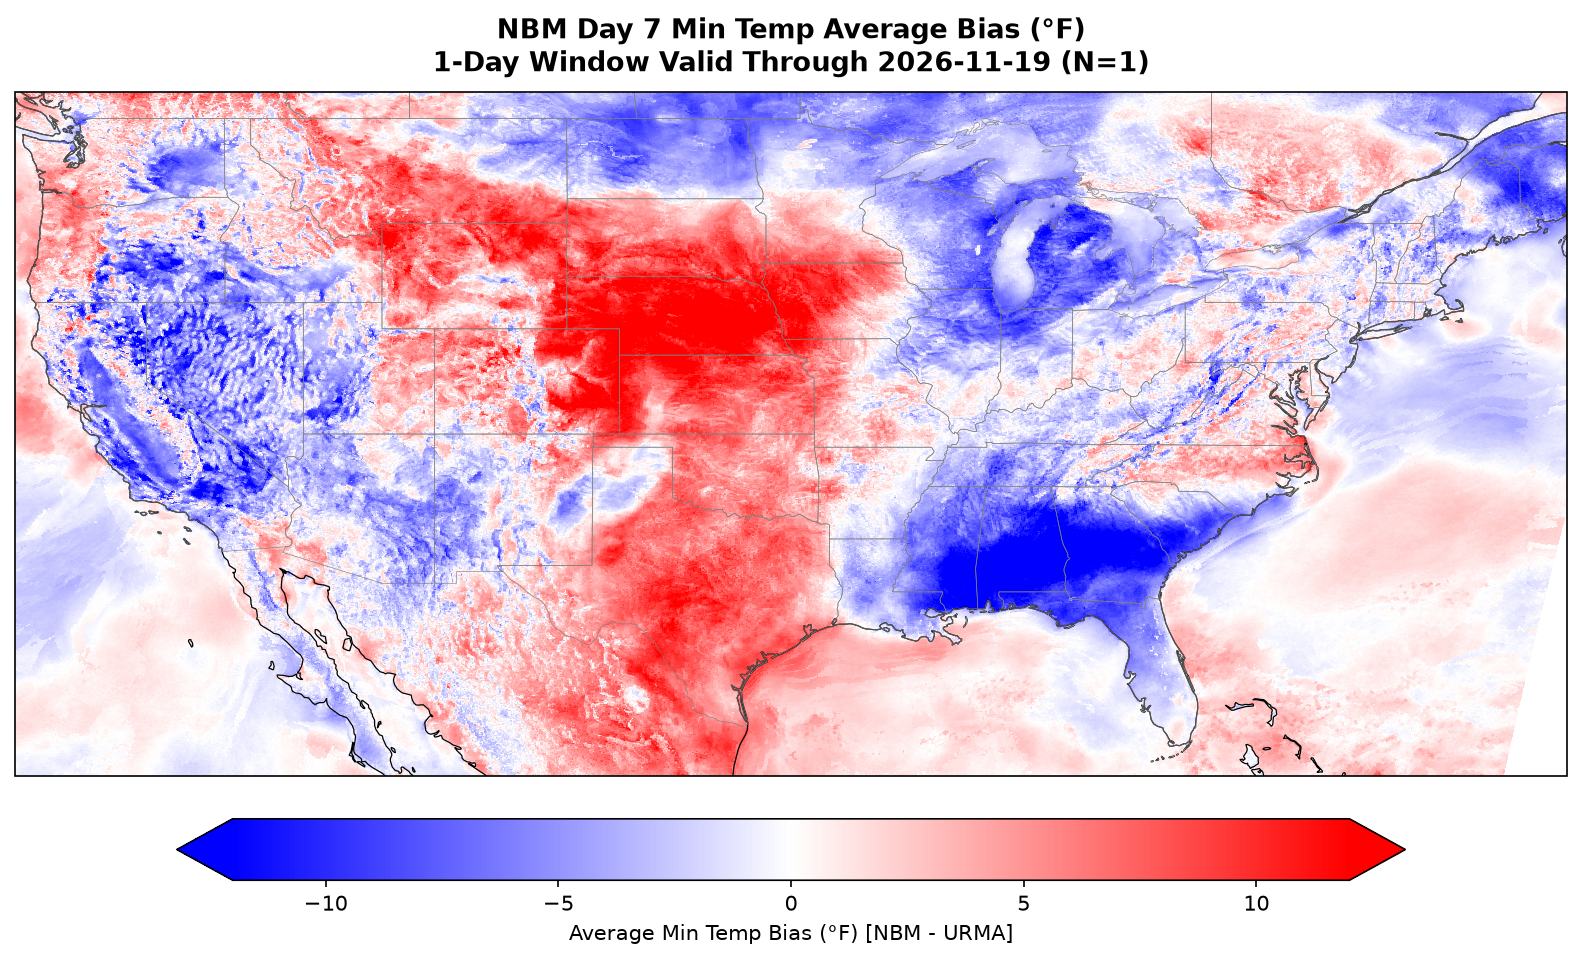 NBM Day 7 Min Temp Average Bias (°F)
1-Day Window Valid Through 2026-11-19 (N=1)
−10 −5 0 5 10
Average Min Temp Bias (°F) [NBM - URMA]